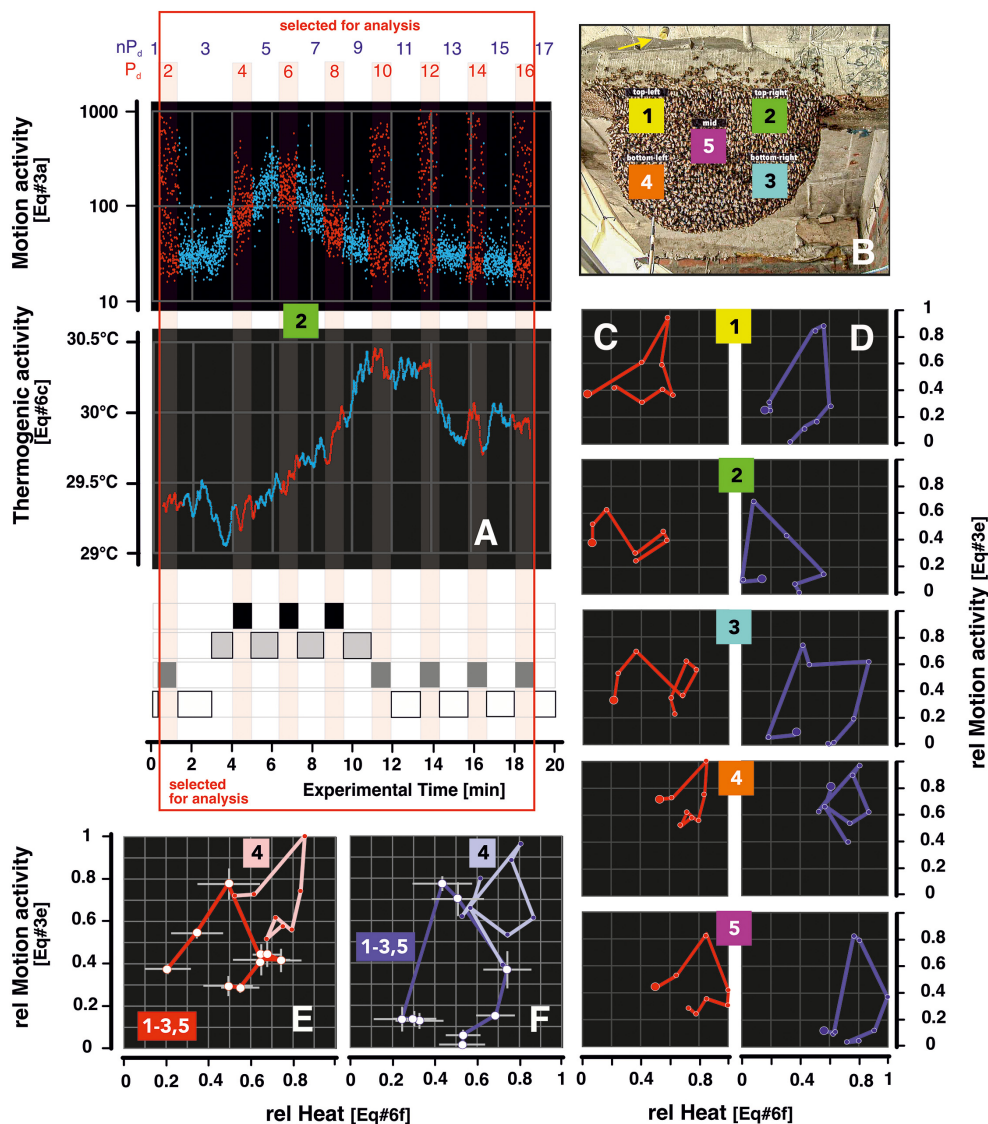 selected for analysis
nPd 1 3 5 7 9 11 13 15 17
Pd 2 4 6 8 10 12 14 16
Motion activity
[Eq#3a]
1000
100
10
2
Thermogenic activity
[Eq#6c]
30.5°C
30°C
29.5°C
29°C
A
0 2 4 6 8 10 12 14 16 18 20
selected
for analysis
Experimental Time [min]
top-left
top-right
1
2
mid
5
bottom-left
bottom-right
4
3
B
C
1
D
1
0.8
0.6
0.4
0.2
0
2
0.8
0.6
0.4
0.2
0
3
0.8
0.6
0.4
0.2
0
4
0.8
0.6
0.4
0.2
0
5
0.8
0.6
0.4
0.2
0
rel Motion activity [Eq#3e]
0 0.4 0.8 1
0.4 0.8 1
rel Heat [Eq#6f]
rel Motion activity
[Eq#3e]
1
0.8
0.6
0.4
0.2
0
4
1-3,5
E
4
1-3,5
F
0 0.2 0.6 0.8 1
0 0.2 0.4 0.6 0.8 1
rel Heat [Eq#6f]